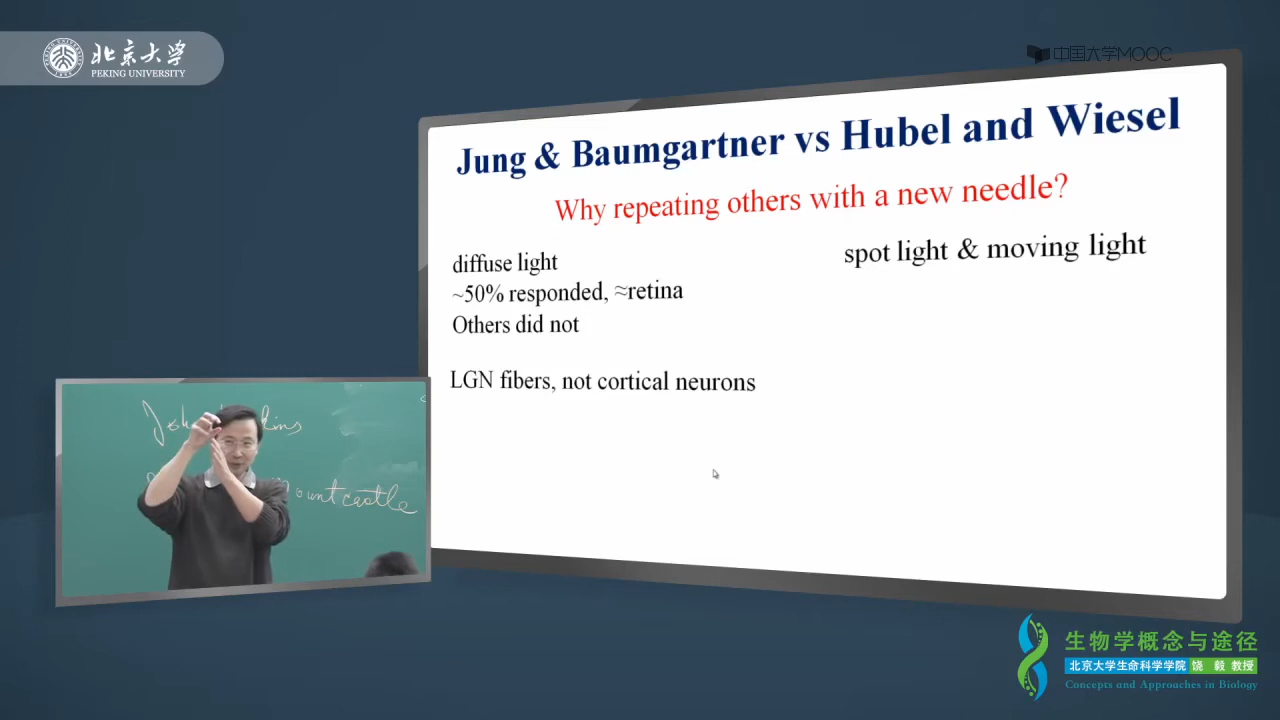 北京大学
PEKING UNIVERSITY
中国大学MOOC
Jung & Baumgartner vs Hubel and Wiesel
Why repeating others with a new needle?
diffuse light
~50% responded, ≈retina
Others did not
LGN fibers, not cortical neurons
spot light & moving light
生物学概念与途径
北京大学生命科学学院 饶 毅 教授
Concepts and Approaches in Biology